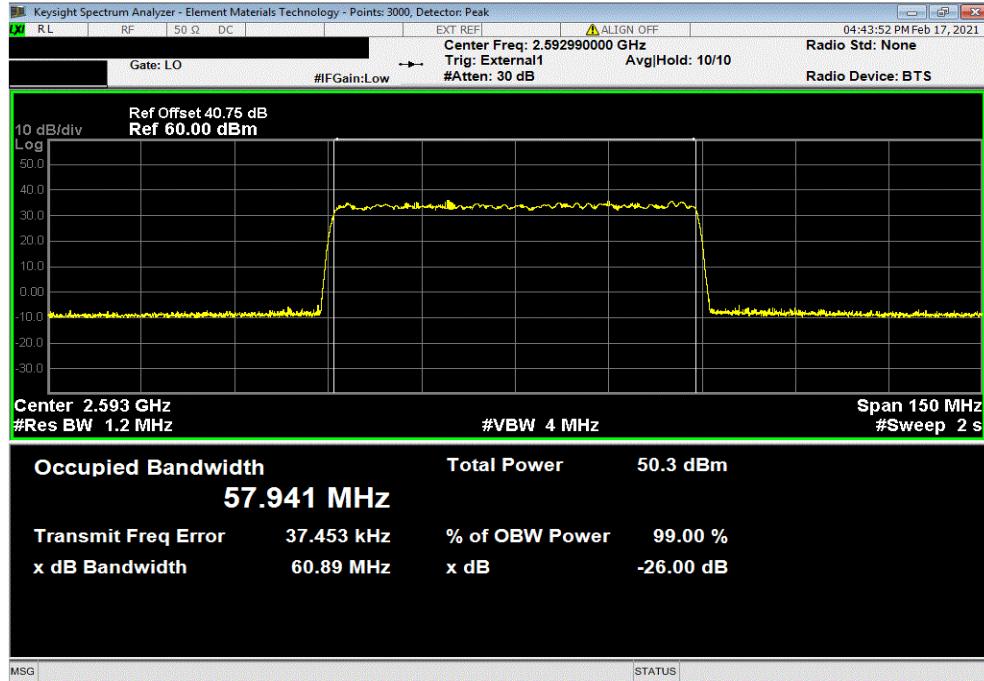 Keysight Spectrum Analyzer - Element Materials Technology - Points: 3000, Detector: Peak
LXI RL RF 50 Ω DC EXT REF ALIGN OFF 04:43:52 PM Feb 17, 2021
Center Freq: 2.592990000 GHz Radio Std: None
Gate: LO Trig: External1 Avg|Hold: 10/10
#IFGain:Low #Atten: 30 dB Radio Device: BTS
Ref Offset 40.75 dB
10 dB/div Ref 60.00 dBm
Log
50.0
40.0
30.0
20.0
10.0
0.00
-10.0
-20.0
-30.0
Center 2.593 GHz Span 150 MHz
#Res BW 1.2 MHz #VBW 4 MHz #Sweep 2 s
Occupied Bandwidth Total Power 50.3 dBm
57.941 MHz
Transmit Freq Error 37.453 kHz % of OBW Power 99.00 %
x dB Bandwidth 60.89 MHz x dB -26.00 dB
MSG STATUS